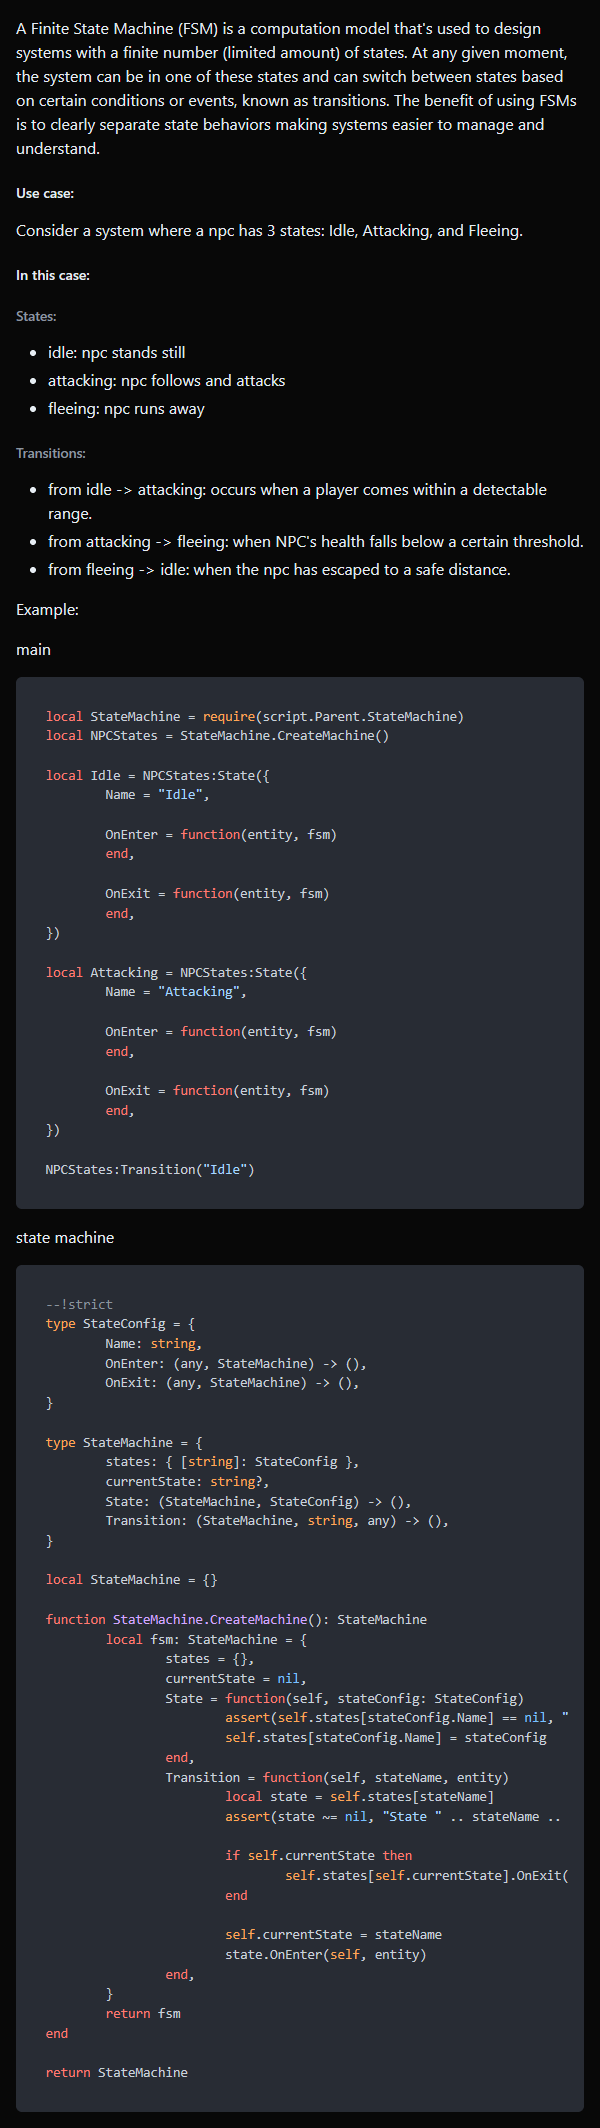 A Finite State Machine (FSM) is a computation model that's used to design
systems with a finite number (limited amount) of states. At any given moment,
the system can be in one of these states and can switch between states based
on certain conditions or events, known as transitions. The benefit of using FSMs
is to clearly separate state behaviors making systems easier to manage and
understand.
Use case:
Consider a system where a npc has 3 states: Idle, Attacking, and Fleeing.
In this case:
States:
• idle: npc stands still
• attacking: npc follows and attacks
• fleeing: npc runs away
Transitions:
• from idle -> attacking: occurs when a player comes within a detectable
range.
• from attacking -> fleeing: when NPC's health falls below a certain threshold.
• from fleeing -> idle: when the npc has escaped to a safe distance.
Example:
main
local StateMachine = require(script.Parent.StateMachine)
local NPCStates = StateMachine.CreateMachine()
local Idle = NPCStates:State({
Name = "Idle",
OnEnter = function(entity, fsm)
end,
OnExit = function(entity, fsm)
end,
})
local Attacking = NPCStates:State({
Name = "Attacking",
OnEnter = function(entity, fsm)
end,
OnExit = function(entity, fsm)
end,
})
NPCStates:Transition("Idle")
state machine
--!strict
type StateConfig = {
Name: string,
OnEnter: (any, StateMachine) -> (),
OnExit: (any, StateMachine) -> (),
}
type StateMachine = {
states: { [string]: StateConfig },
currentState: string?,
State: (StateMachine, StateConfig) -> (),
Transition: (StateMachine, string, any) -> (),
}
local StateMachine = {}
function StateMachine.CreateMachine(): StateMachine
local fsm: StateMachine = {
states = {},
currentState = nil,
State = function(self, stateConfig: StateConfig)
assert(self.states[stateConfig.Name] == nil, "
self.states[stateConfig.Name] = stateConfig
end,
Transition = function(self, stateName, entity)
local state = self.states[stateName]
assert(state ~= nil, "State " .. stateName ..
if self.currentState then
self.states[self.currentState].OnExit(
end
self.currentState = stateName
state.OnEnter(self, entity)
end,
}
return fsm
end
return StateMachine